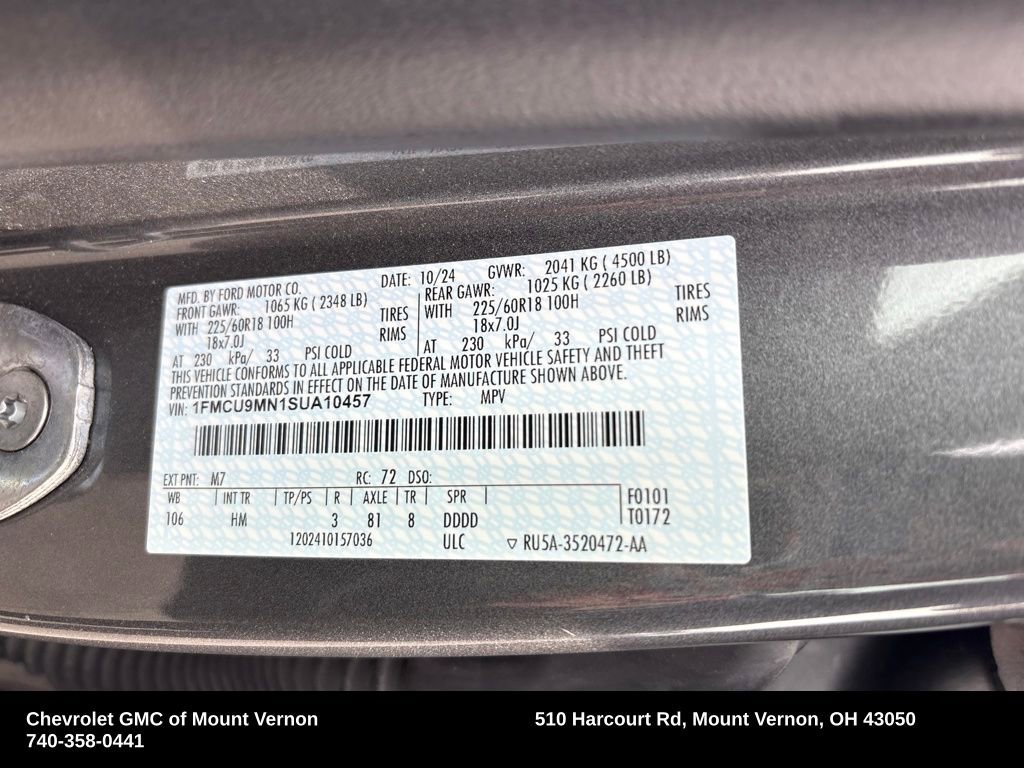 MFD. BY FORD MOTOR CO. DATE: 10/24 GVWR: 2041 KG ( 4500 LB)
FRONT GAWR: 1065 KG ( 2348 LB) REAR GAWR: 1025 KG ( 2260 LB)
WITH 225/60R18 100H TIRES WITH 225/60R18 100H TIRES
18x7.0J RIMS 18x7.0J RIMS
AT 230 kPa/ 33 PSI COLD AT 230 kPa/ 33 PSI COLD
THIS VEHICLE CONFORMS TO ALL APPLICABLE FEDERAL MOTOR VEHICLE SAFETY AND THEFT
PREVENTION STANDARDS IN EFFECT ON THE DATE OF MANUFACTURE SHOWN ABOVE.
VIN: 1FMCU9MN1SUA10457 TYPE: MPV
EXT PNT: M7 RC: 72 DSO:
WB INT TR TP/PS R AXLE TR SPR F0101
106 HM 3 81 8 DDDD T0172
1202410157036 ULC ▽ RU5A-3520472-AA
Chevrolet GMC of Mount Vernon 510 Harcourt Rd, Mount Vernon, OH 43050
740-358-0441